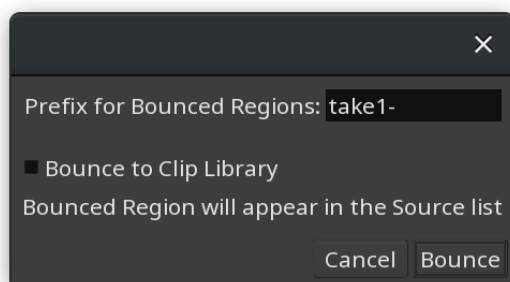 Prefix for Bounced Regions: take1-
Bounce to Clip Library
Bounced Region will appear in the Source list
Cancel Bounce